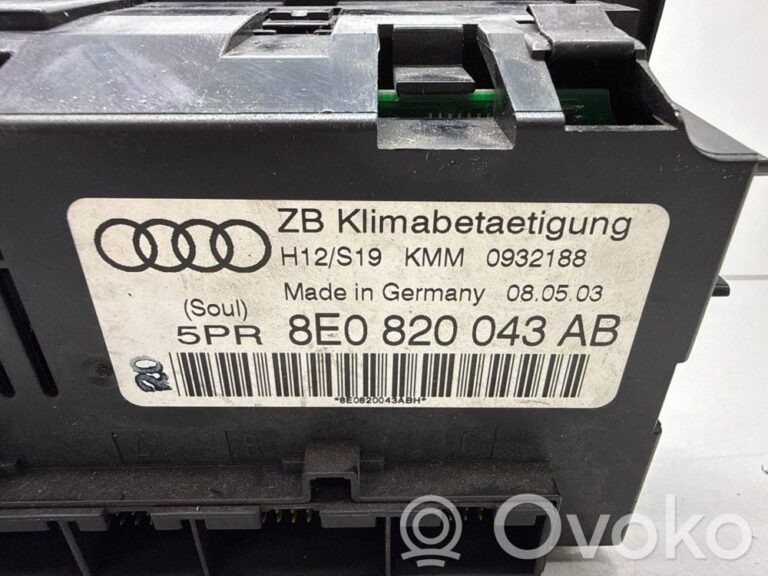 ZB Klimabetaetigung
H12/S19 KMM 0932188
Made in Germany 08.05.03
(Soul)
5PR 8E0 820 043 AB
*8E0820043ABH*
A B C
Ovoko